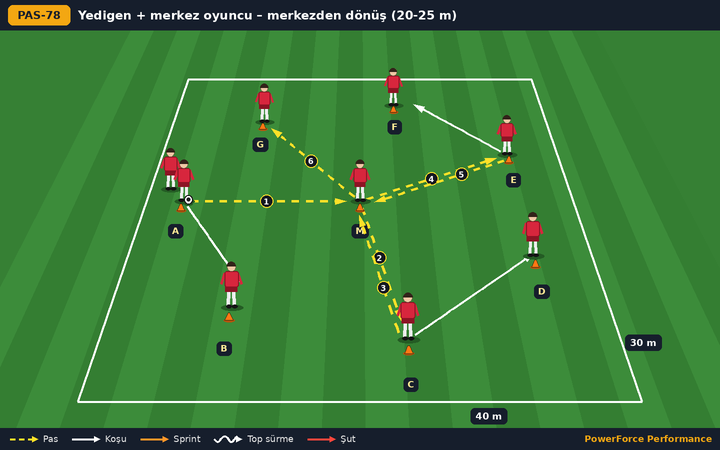 PAS-78 Yedigen + merkez oyuncu – merkezden dönüş (20-25 m)
F
G
E
6
4
5
1
A
M
2
D
3
B
30 m
C
40 m
Pas Koşu Sprint Top sürme Şut PowerForce Performance